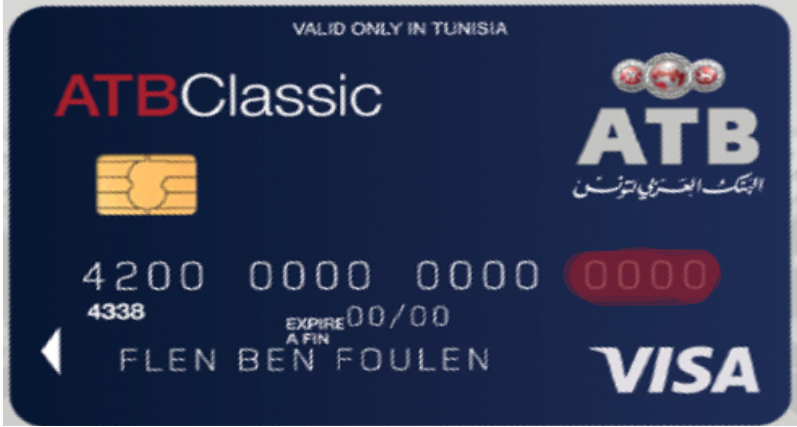 VALID ONLY IN TUNISIA
ATBClassic
ATB
البنك العربي لتونس
4200 0000 0000 0000
4338
EXPIRE A FIN 00/00
FLEN BEN FOULEN
VISA